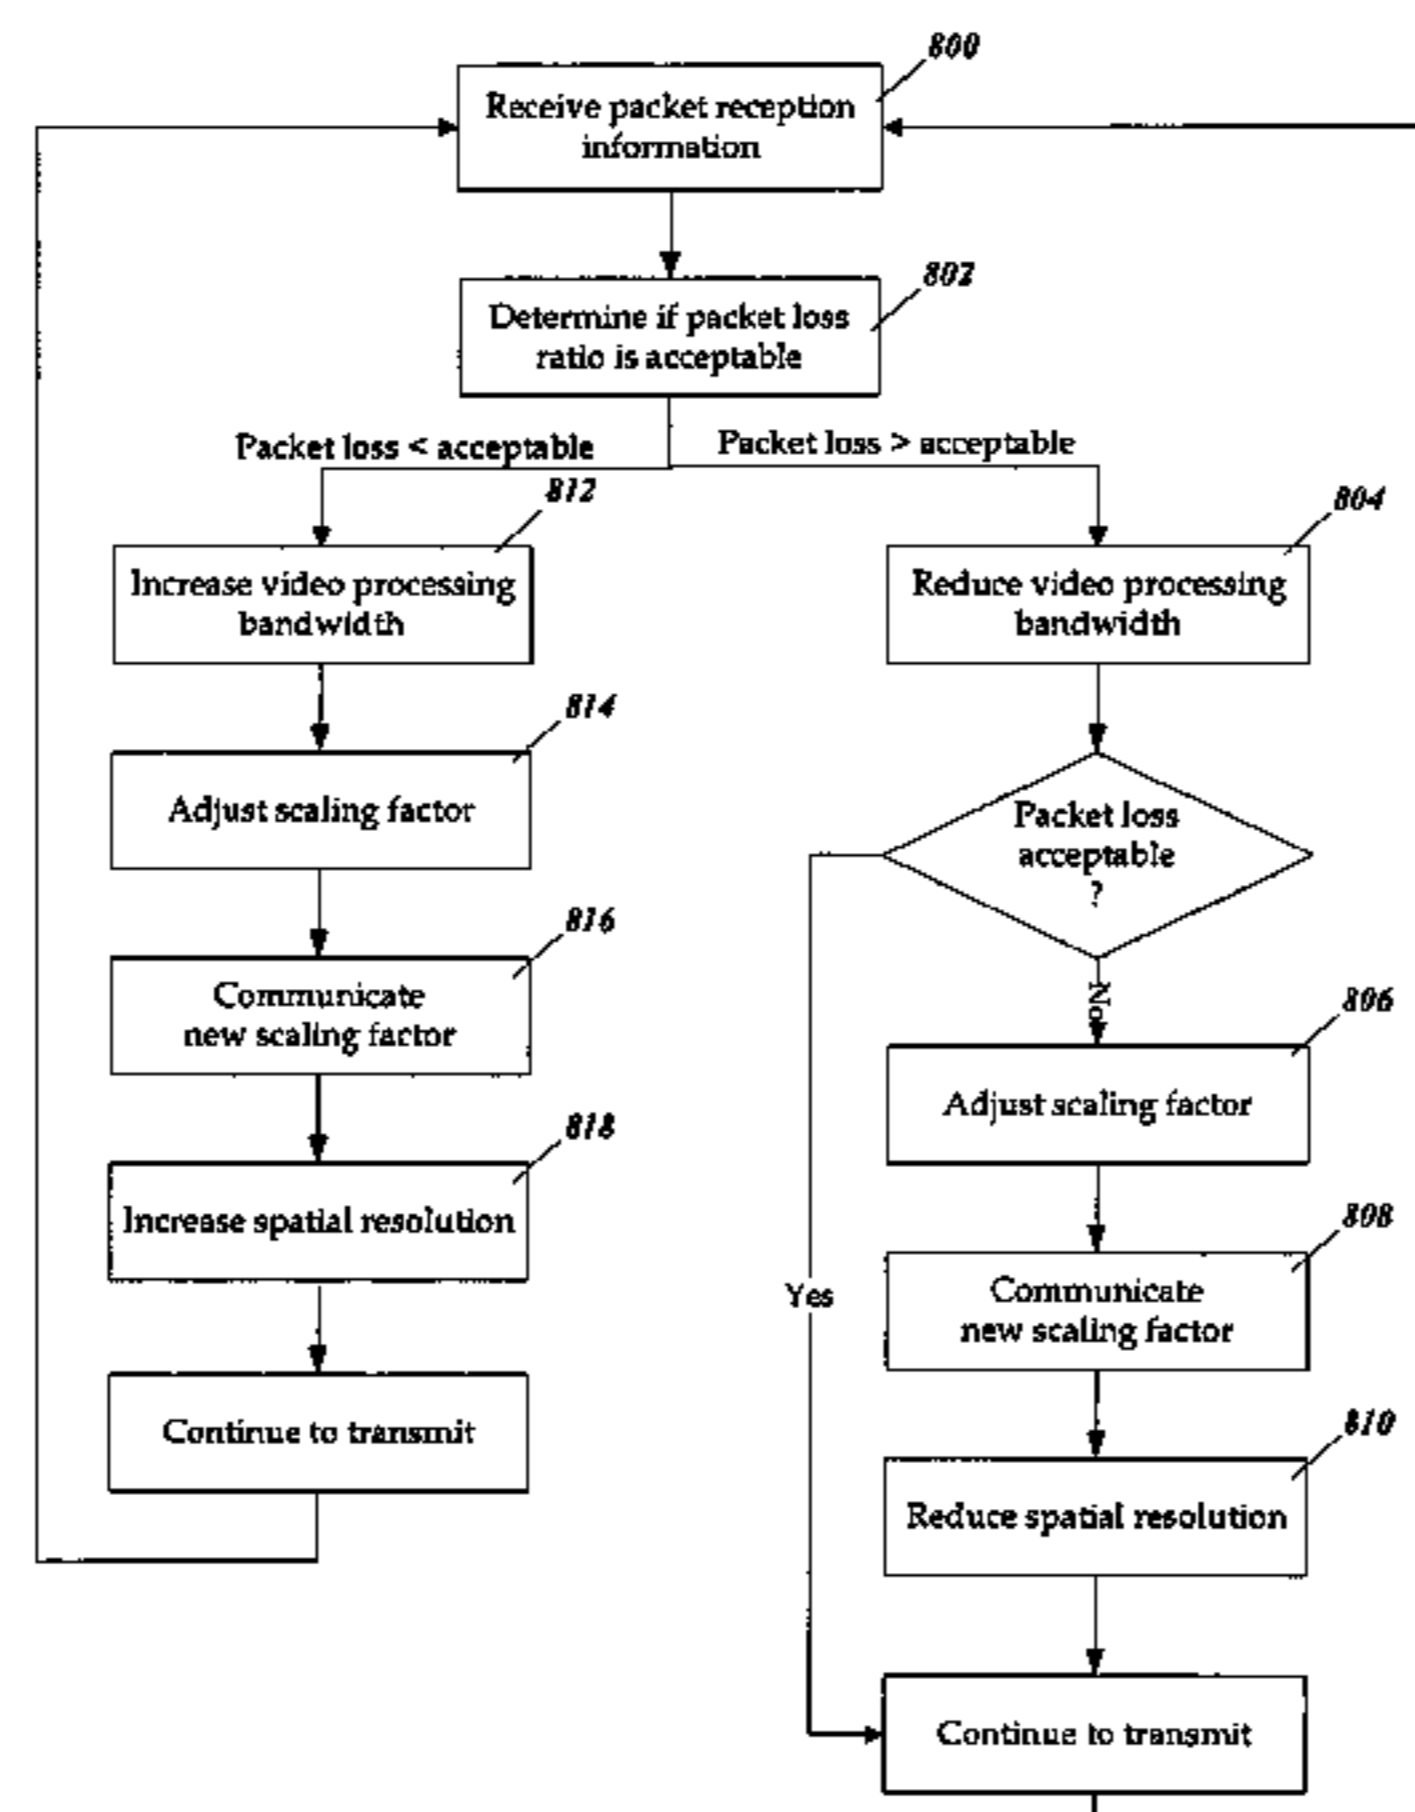 800
Receive packet reception
information
802
Determine if packet loss
ratio is acceptable
Packet loss < acceptable
Packet loss > acceptable
812
Increase video processing
bandwidth
814
Adjust scaling factor
816
Communicate
new scaling factor
818
Increase spatial resolution
Continue to transmit
804
Reduce video processing
bandwidth
Packet loss
acceptable
?
No
Yes
806
Adjust scaling factor
808
Communicate
new scaling factor
810
Reduce spatial resolution
Continue to transmit